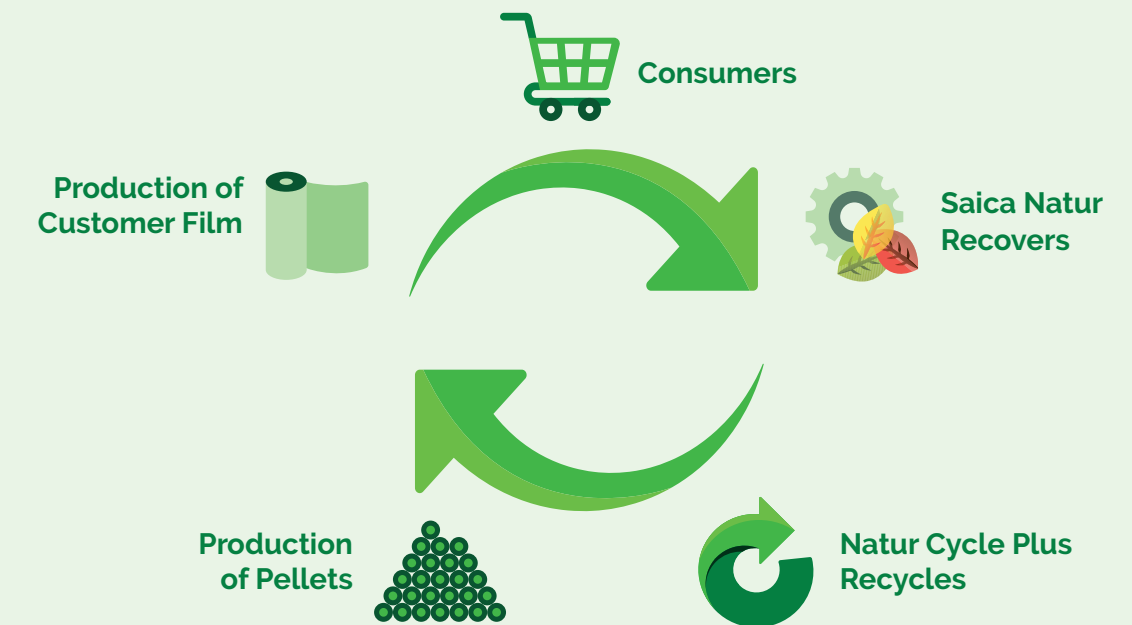 Consumers
Production of
Customer Film
Saica Natur
Recovers
Production
of Pellets
Natur Cycle Plus
Recycles